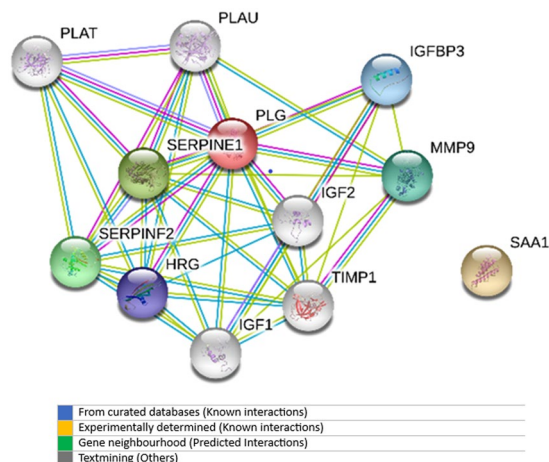 PLAT
PLAU
IGFBP3
PLG
SERPINE1
MMP9
IGF2
SERPINF2
HRG
SAA1
TIMP1
IGF1
From curated databases (Known interactions)
Experimentally determined (Known interactions)
Gene neighbourhood (Predicted Interactions)
Textmining (Others)